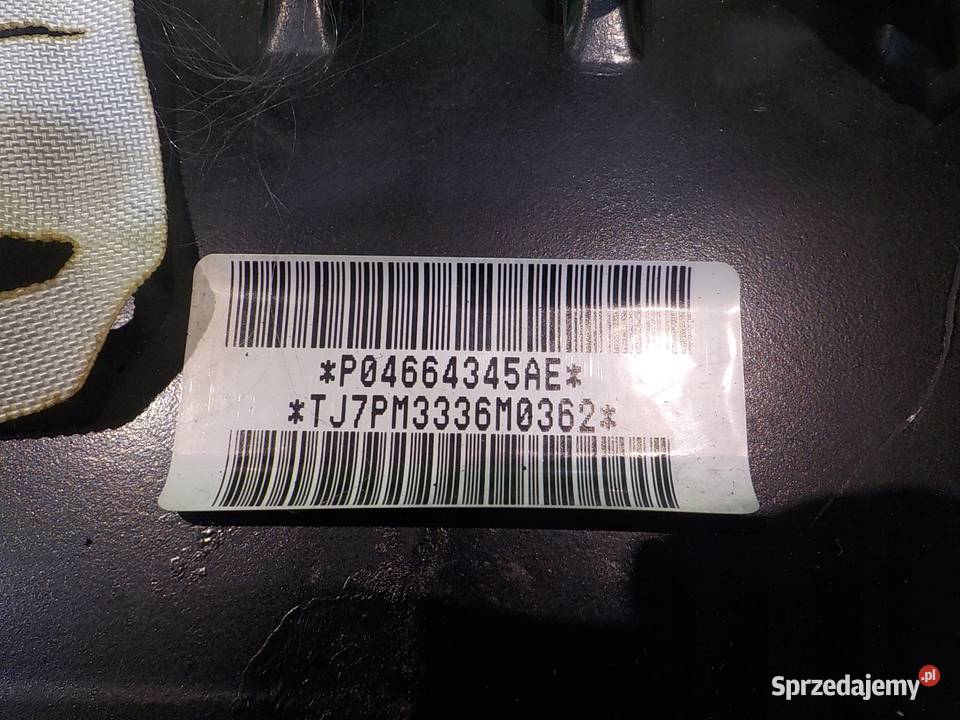 *P04664345AE*
*TJ7PM3336M0362*
Sprzedajemy.pl